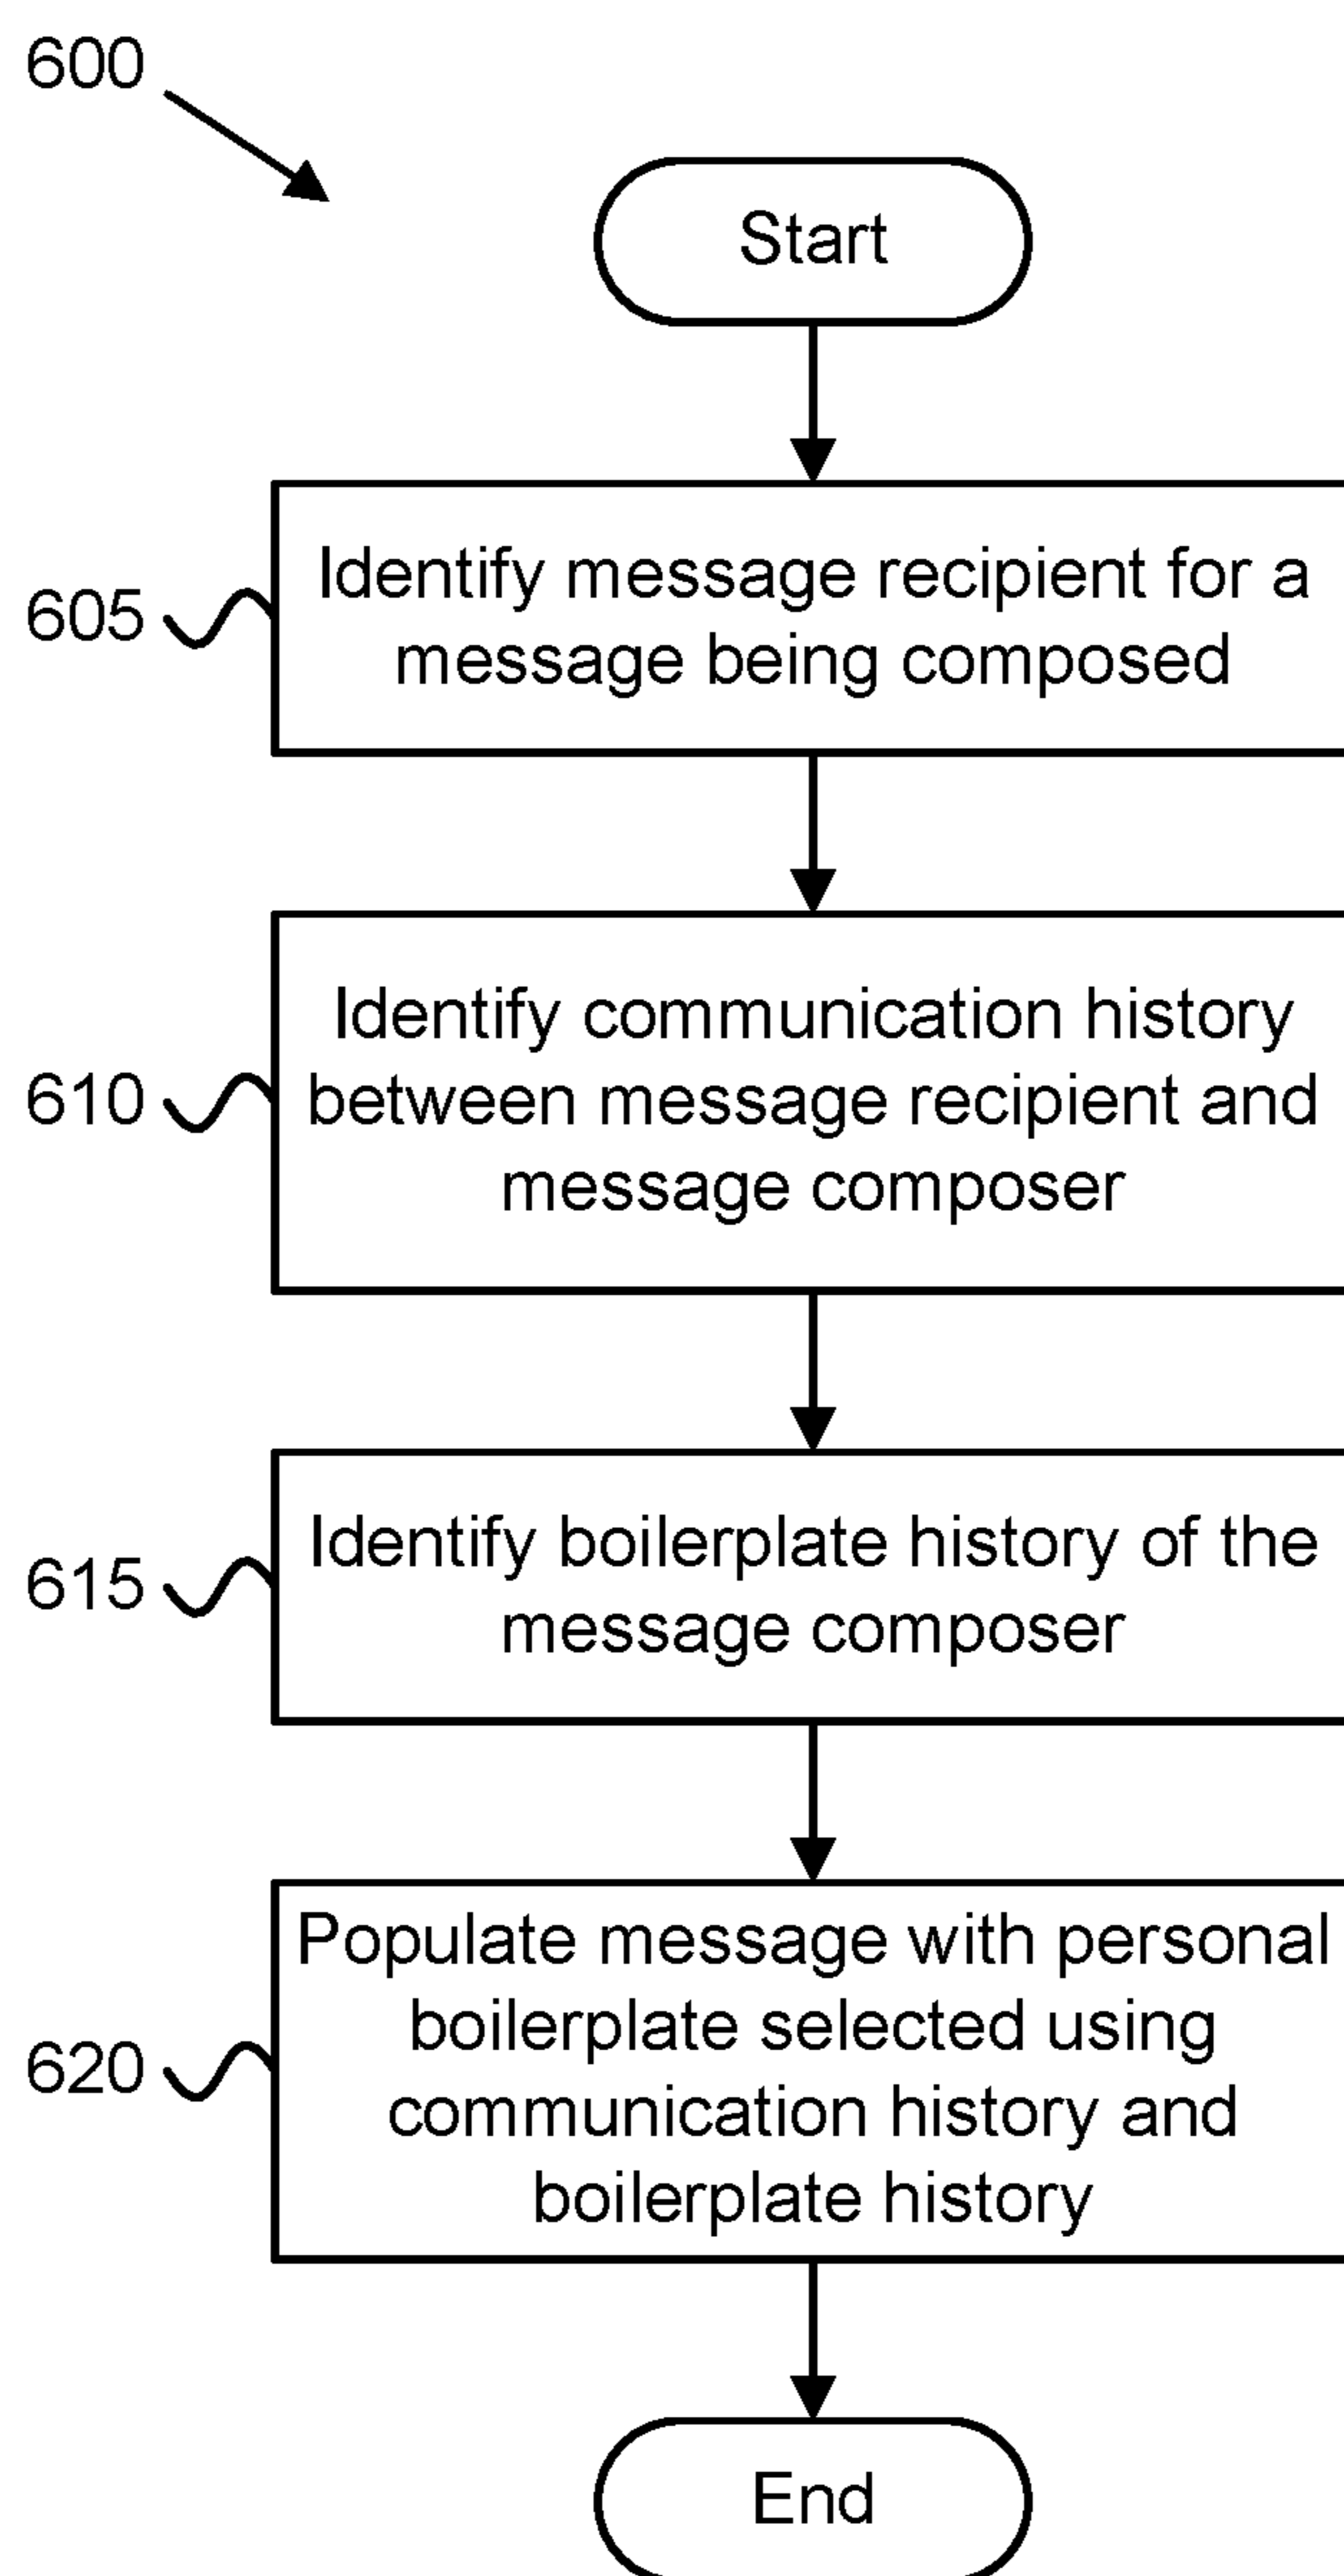 600
Start
605
Identify message recipient for a
message being composed
610
Identify communication history
between message recipient and
message composer
615
Identify boilerplate history of the
message composer
620
Populate message with personal
boilerplate selected using
communication history and
boilerplate history
End